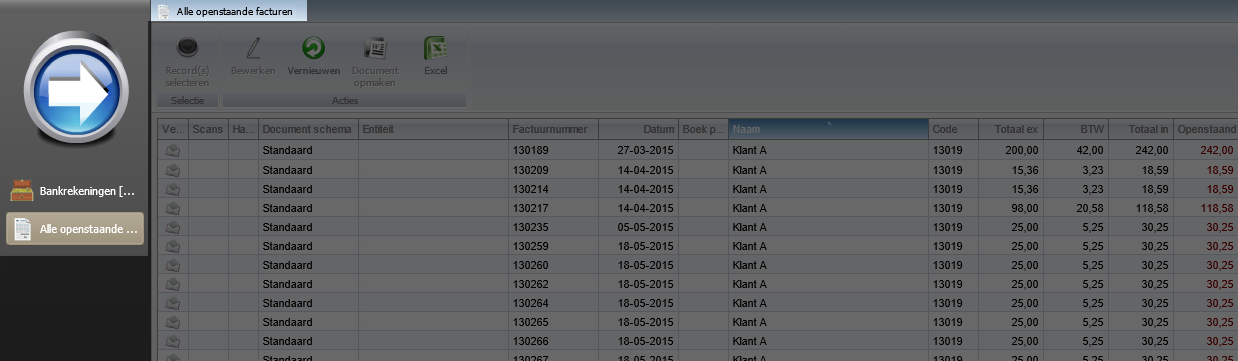 Alle openstaande facturen
Record(s) selecteren
Bewerken
Vernieuwen
Document opmaken
Excel
Selectie
Acties
Bankrekeningen [...
Alle openstaande ...
Ve... Scans Ha... Document schema Entiteit Factuurnummer Datum Boek p... Naam Code Totaal ex BTW Totaal in Openstaand
Standaard 130189 27-03-2015 Klant A 13019 200,00 42,00 242,00 242,00
Standaard 130209 14-04-2015 Klant A 13019 15,36 3,23 18,59 18,59
Standaard 130214 14-04-2015 Klant A 13019 15,36 3,23 18,59 18,59
Standaard 130217 14-04-2015 Klant A 13019 98,00 20,58 118,58 118,58
Standaard 130235 05-05-2015 Klant A 13019 25,00 5,25 30,25 30,25
Standaard 130259 18-05-2015 Klant A 13019 25,00 5,25 30,25 30,25
Standaard 130260 18-05-2015 Klant A 13019 25,00 5,25 30,25 30,25
Standaard 130262 18-05-2015 Klant A 13019 25,00 5,25 30,25 30,25
Standaard 130264 18-05-2015 Klant A 13019 25,00 5,25 30,25 30,25
Standaard 130265 18-05-2015 Klant A 13019 25,00 5,25 30,25 30,25
Standaard 130266 18-05-2015 Klant A 13019 25,00 5,25 30,25 30,25
Standaard 130267 18-05-2015 Klant A 13019 25,00 5,25 30,25 30,25